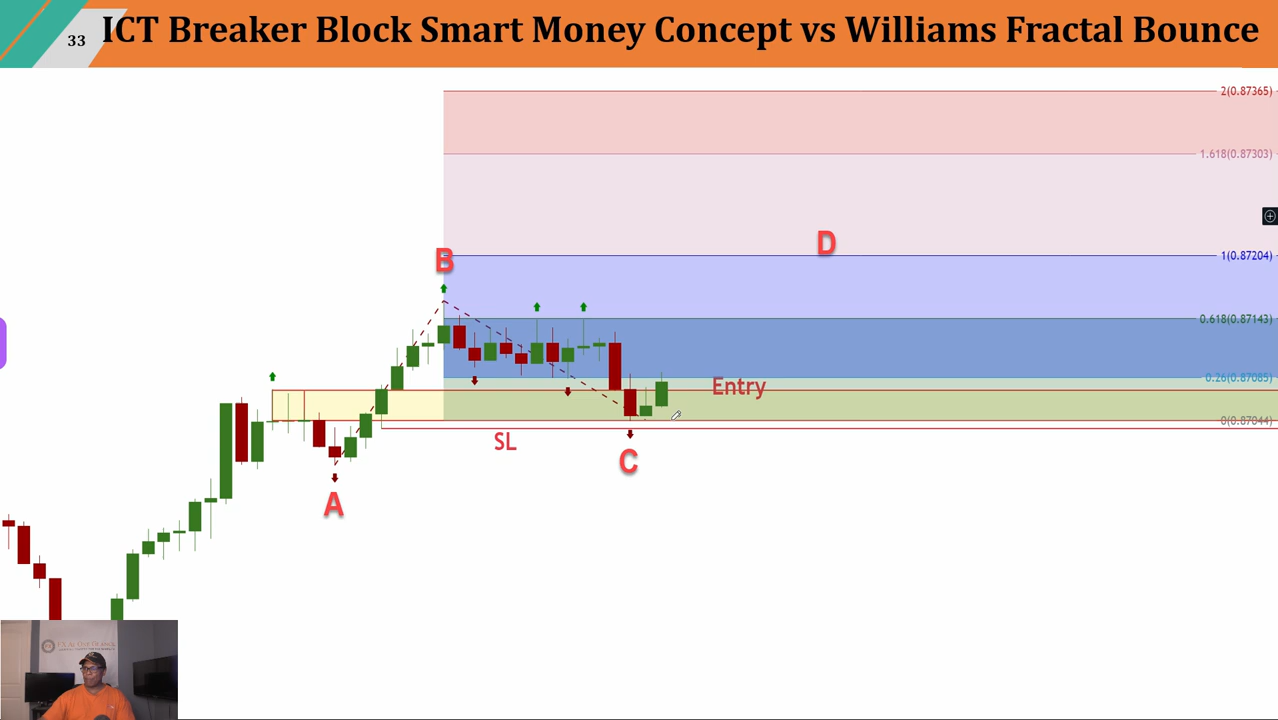 33
ICT Breaker Block Smart Money Concept vs Williams Fractal Bounce
2(0.87365)
1.618(0.87303)
D
B
1(0.87204)
0.618(0.87143)
0.26(0.87085)
Entry
0(0.87044)
SL
C
A